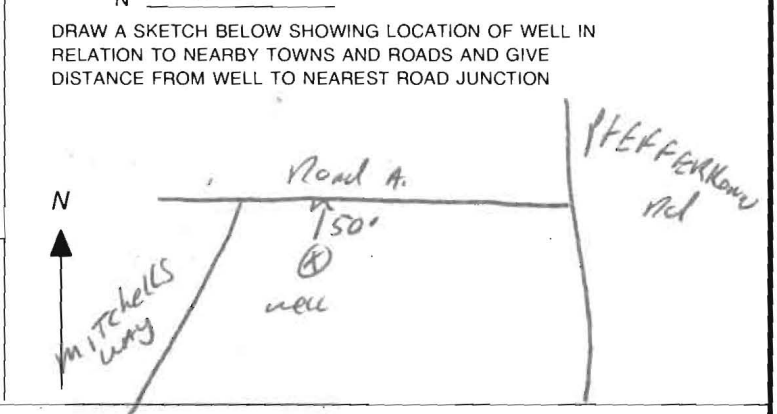 N
DRAW A SKETCH BELOW SHOWING LOCATION OF WELL IN
RELATION TO NEARBY TOWNS AND ROADS AND GIVE
DISTANCE FROM WELL TO NEAREST ROAD JUNCTION
Road A.
Rd
N
50'
MITCHELLS
WAY
well